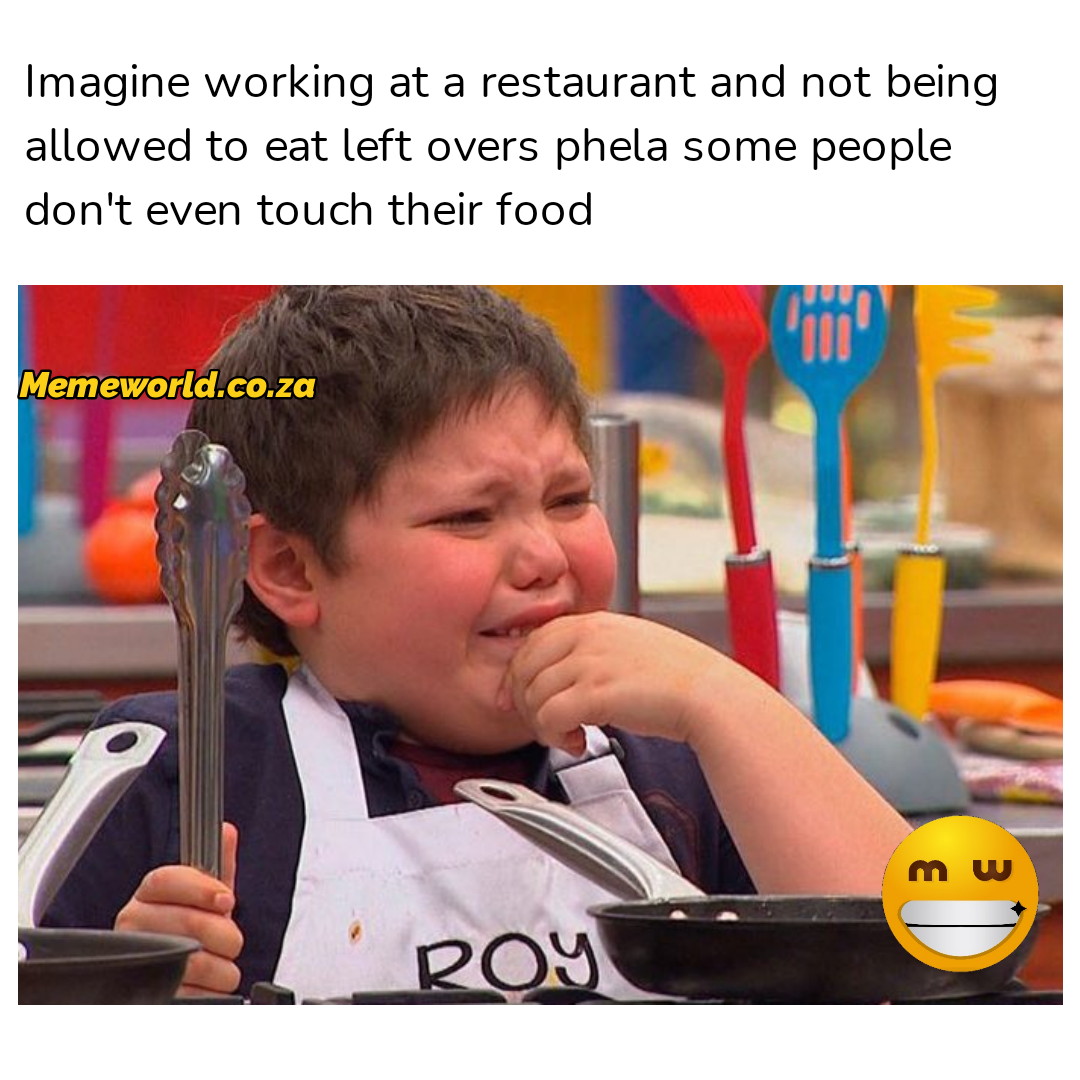 Imagine working at a restaurant and not being
allowed to eat left overs phela some people
don't even touch their food
Memeworld.co.za
m w
ROY